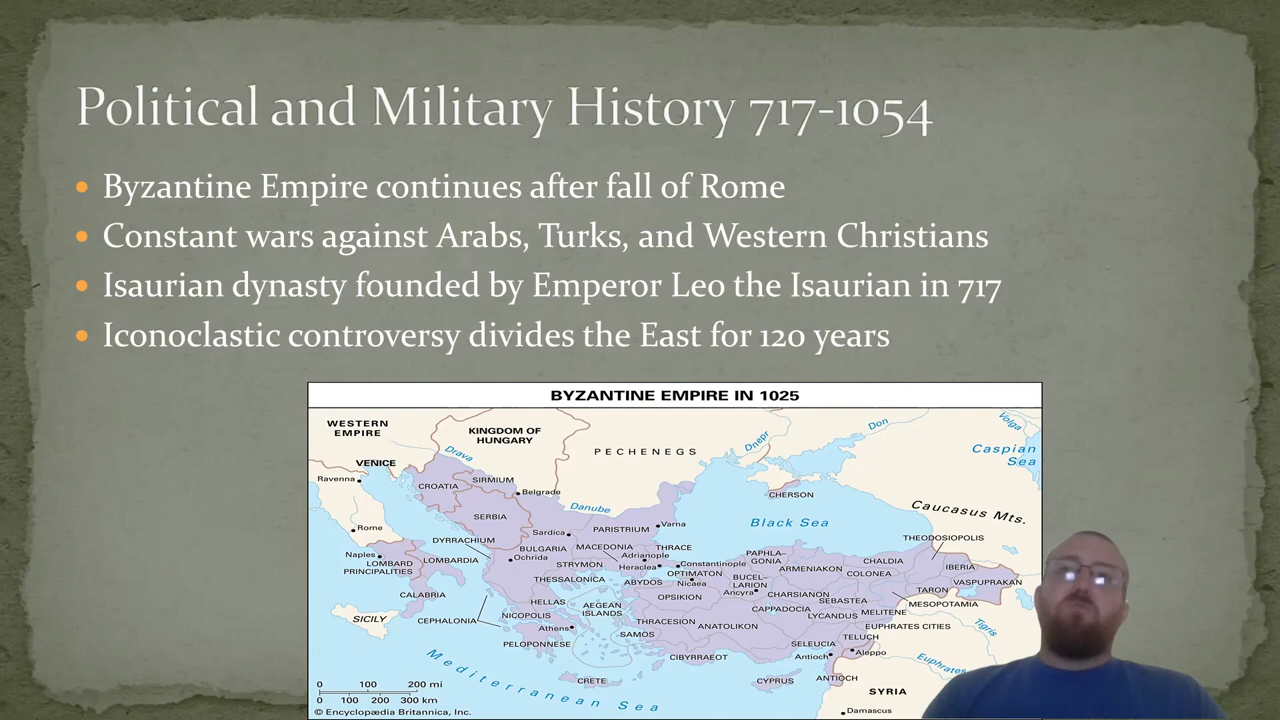 Political and Military History 717-1054
Byzantine Empire continues after fall of Rome
Constant wars against Arabs, Turks, and Western Christians
Isaurian dynasty founded by Emperor Leo the Isaurian in 717
Iconoclastic controversy divides the East for 120 years
BYZANTINE EMPIRE IN 1025
WESTERN
EMPIRE
KINGDOM OF
HUNGARY
PECHENEGS
Dnepr
Don
Volga
Caspian
Sea
VENICE
Drava
Ravenna
CROATIA
SIRMIUM
Belgrade
CHERSON
Danube
Caucasus Mts.
SERBIA
Rome
Sardica
PARISTRIUM
Varna
Black Sea
DYRRACHIUM
BULGARIA
MACEDONIA
THRACE
THEODOSIOPOLIS
Naples
LOMBARD
PRINCIPALITIES
LOMBARDIA
Ochrida
STRYMON
Adrianople
Heraclea
Constantinople
PAPHLA-
GONIA
ARMENIAKON
CHALDIA
COLONEA
IBERIA
VASPURAKAN
THESSALONICA
ABYDOS
OPTIMATON
Nicaea
BUCEL-
LARION
Ancyra
CALABRIA
OPSIKION
CHARSIANON
SEBASTEA
TARON
MESOPOTAMIA
HELLAS
AEGEAN
ISLANDS
CAPPADOCIA
LYCANDUS
MELITENE
SICILY
CEPHALONIA
NICOPOLIS
Athens
THRACESION
ANATOLIKON
EUPHRATES CITIES
Tigris
SAMOS
TELUCH
PELOPONNESE
SELEUCIA
Antioch
Aleppo
CIBYRRAEOT
Euphrates
Mediterranean Sea
CRETE
CYPRUS
ANTIOCH
SYRIA
0 100 200 mi
0 100 200 300 km
© Encyclopædia Britannica, Inc.
Damascus